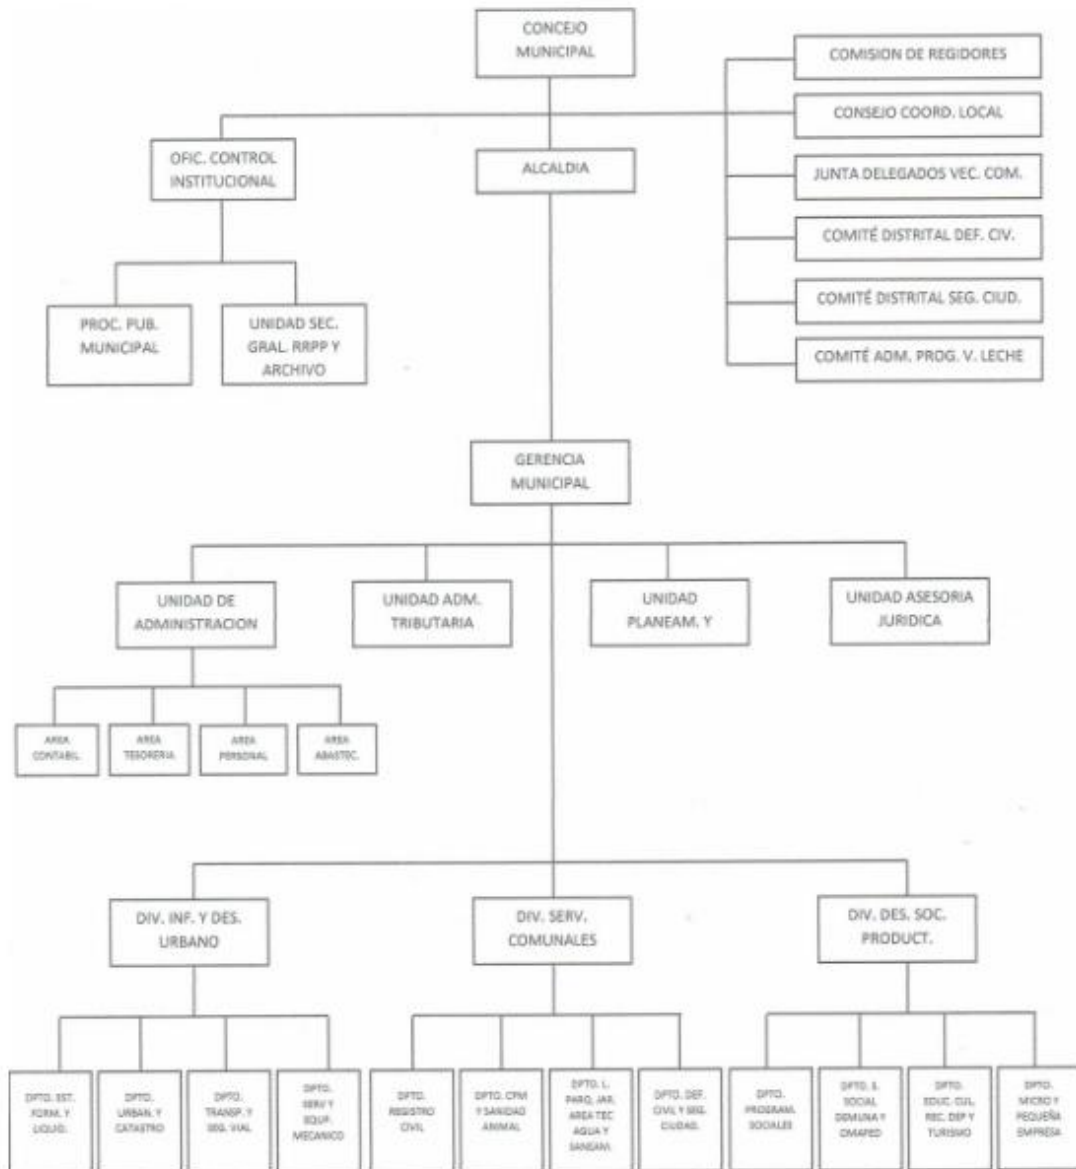 CONCEJO
MUNICIPAL
COMISION DE REGIDORES
CONSEJO COORD. LOCAL
JUNTA DELEGADOS VEC. COM.
COMITÉ DISTRITAL DEF. CIV.
COMITÉ DISTRITAL SEG. CIUD.
COMITÉ ADM. PROG. V. LECHE
OFIC. CONTROL
INSTITUCIONAL
ALCALDIA
PROC. PUB.
MUNICIPAL
UNIDAD SEC.
GRAL. RRPP Y
ARCHIVO
GERENCIA
MUNICIPAL
UNIDAD DE
ADMINISTRACION
UNIDAD ADM.
TRIBUTARIA
UNIDAD
PLANEAM. Y
UNIDAD ASESORIA
JURIDICA
AREA
CONTABIL.
AREA
TESORERIA
AREA
PERSONAL
AREA
ABASTEC.
DIV. INF. Y DES.
URBANO
DIV. SERV.
COMUNALES
DIV. DES. SOC.
PRODUCT.
DPTO. EST.
FORM. Y
LIQUID.
DPTO.
URBAN. Y
CATASTRO
DPTO.
TRANSP. Y
SEG. VIAL
DPTO.
SERV Y
EQUP.
MECANICO
DPTO.
REGISTRO
CIVIL
DPTO. CPM
Y SANIDAD
ANIMAL
DPTO. L.
PARQ, JAR.
AREA TEC
AGUA Y
SANEAM.
DPTO. DEF.
CIVIL Y SEG.
CIUDAD.
DPTO.
PROGRAM.
SOCIALES
DPTO. S.
SOCIAL
DEMUNA Y
OMAPED
DPTO.
EDUC. CUL.
REC. DEP Y
TURISMO
DPTO.
MICRO Y
PEQUEÑA
EMPRESA